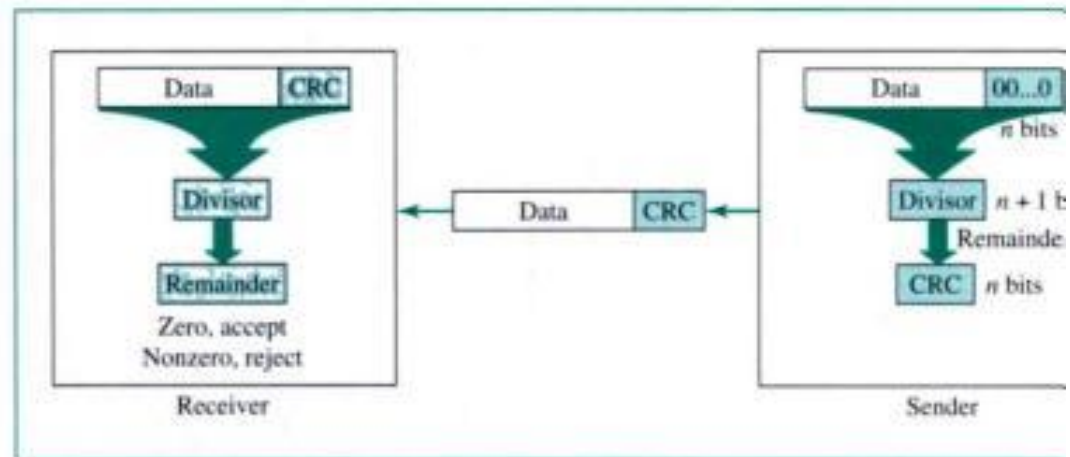 Data CRC
Divisor
Remainder
Zero, accept
Nonzero, reject
Receiver
Data CRC
Data 00...0
n bits
Divisor n + 1 b
Remainde
CRC n bits
Sender